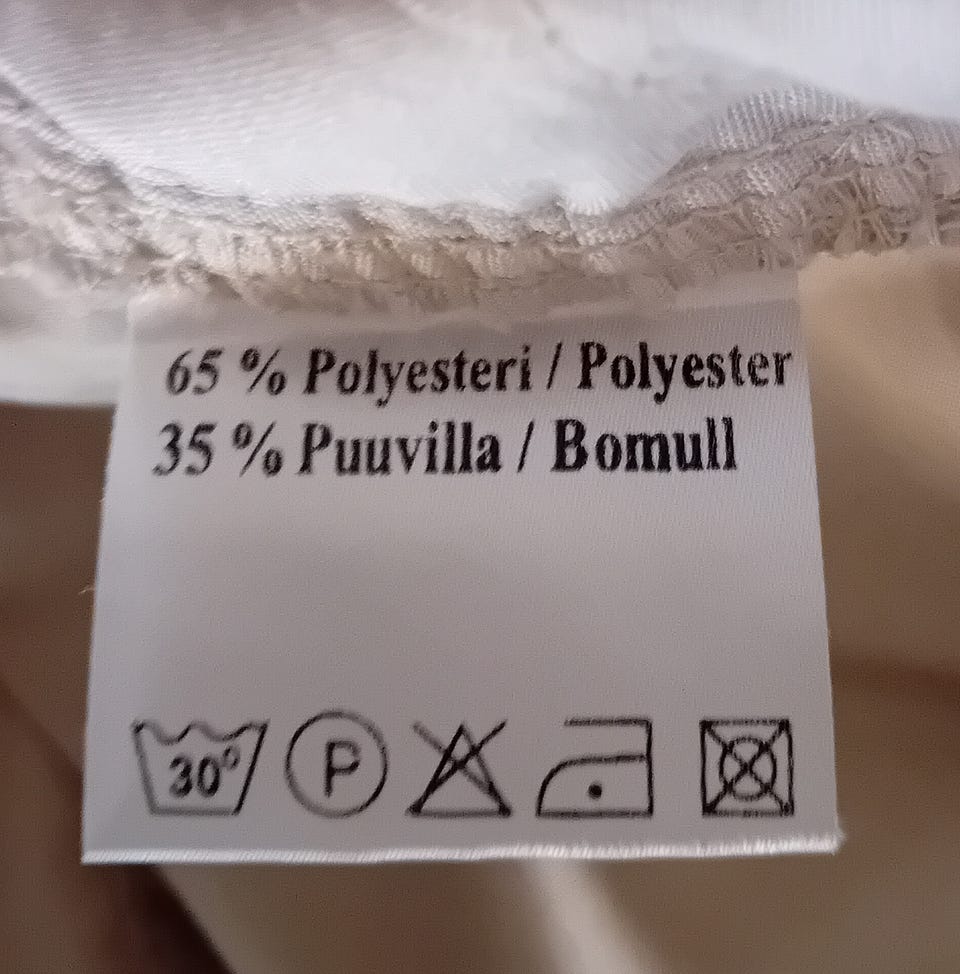 65 % Polyesteri / Polyester
35 % Puuvilla / Bomull
30° P